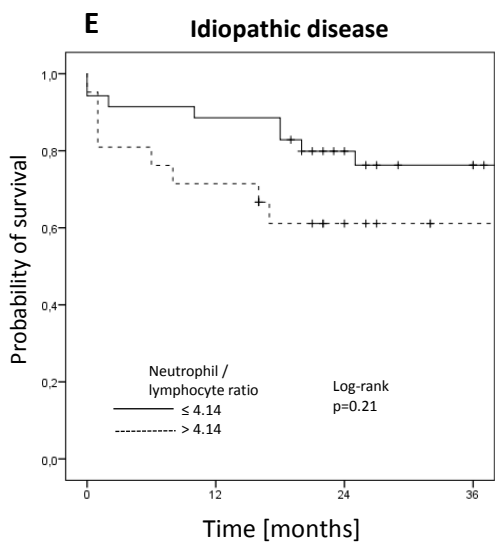 E
Idiopathic disease
Probability of survival
1,0
0,8
0,6
0,4
0,2
0,0
Neutrophil /
lymphocyte ratio
≤ 4.14
> 4.14
Log-rank
p=0.21
0 12 24 36
Time [months]